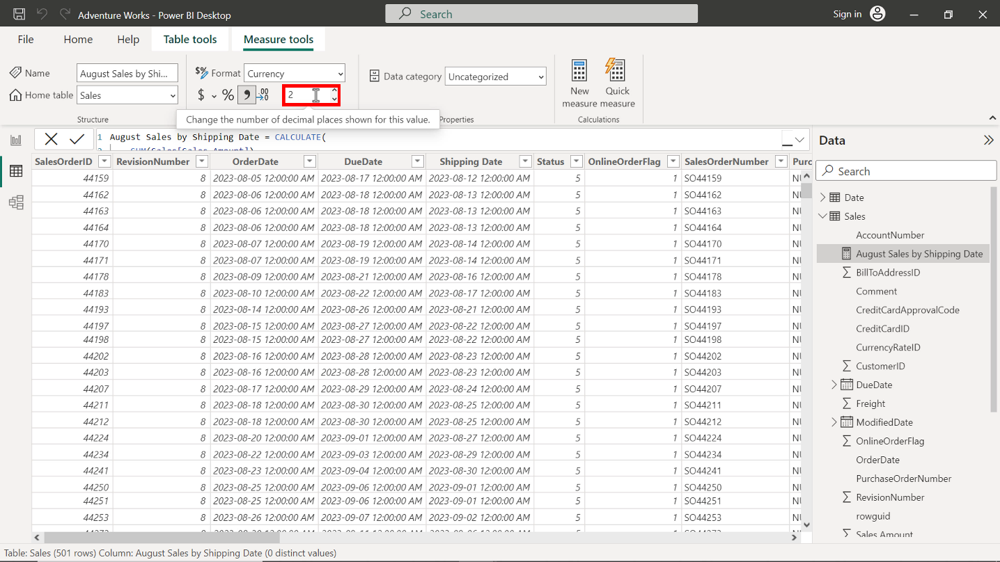 Adventure Works - Power BI Desktop
Search
Sign in
File Home Help Table tools Measure tools
Name August Sales by Shi... $% Format Currency Data category Uncategorized New measure Quick measure
Home table Sales $ % , .00 2
Structure Properties Calculations
Change the number of decimal places shown for this value.
1 August Sales by Shipping Date = CALCULATE(
2 SUM(Sales[Sales Amount])
SalesOrderID RevisionNumber OrderDate DueDate Shipping Date Status OnlineOrderFlag SalesOrderNumber Purc
44159 8 2023-08-05 12:00:00 AM 2023-08-17 12:00:00 AM 2023-08-12 12:00:00 AM 5 1 SO44159 NU
44162 8 2023-08-06 12:00:00 AM 2023-08-18 12:00:00 AM 2023-08-13 12:00:00 AM 5 1 SO44162 NU
44163 8 2023-08-06 12:00:00 AM 2023-08-18 12:00:00 AM 2023-08-13 12:00:00 AM 5 1 SO44163 NU
44164 8 2023-08-06 12:00:00 AM 2023-08-18 12:00:00 AM 2023-08-13 12:00:00 AM 5 1 SO44164 NU
44170 8 2023-08-07 12:00:00 AM 2023-08-19 12:00:00 AM 2023-08-14 12:00:00 AM 5 1 SO44170 NU
44171 8 2023-08-07 12:00:00 AM 2023-08-19 12:00:00 AM 2023-08-14 12:00:00 AM 5 1 SO44171 NU
44178 8 2023-08-09 12:00:00 AM 2023-08-21 12:00:00 AM 2023-08-16 12:00:00 AM 5 1 SO44178 NU
44183 8 2023-08-10 12:00:00 AM 2023-08-22 12:00:00 AM 2023-08-17 12:00:00 AM 5 1 SO44183 NU
44193 8 2023-08-14 12:00:00 AM 2023-08-26 12:00:00 AM 2023-08-21 12:00:00 AM 5 1 SO44193 NU
44197 8 2023-08-15 12:00:00 AM 2023-08-27 12:00:00 AM 2023-08-22 12:00:00 AM 5 1 SO44197 NU
44198 8 2023-08-15 12:00:00 AM 2023-08-27 12:00:00 AM 2023-08-22 12:00:00 AM 5 1 SO44198 NU
44202 8 2023-08-16 12:00:00 AM 2023-08-28 12:00:00 AM 2023-08-23 12:00:00 AM 5 1 SO44202 NU
44203 8 2023-08-16 12:00:00 AM 2023-08-28 12:00:00 AM 2023-08-23 12:00:00 AM 5 1 SO44203 NU
44207 8 2023-08-17 12:00:00 AM 2023-08-29 12:00:00 AM 2023-08-24 12:00:00 AM 5 1 SO44207 NU
44211 8 2023-08-18 12:00:00 AM 2023-08-30 12:00:00 AM 2023-08-25 12:00:00 AM 5 1 SO44211 NU
44212 8 2023-08-18 12:00:00 AM 2023-08-30 12:00:00 AM 2023-08-25 12:00:00 AM 5 1 SO44212 NU
44224 8 2023-08-20 12:00:00 AM 2023-09-01 12:00:00 AM 2023-08-27 12:00:00 AM 5 1 SO44224 NU
44234 8 2023-08-22 12:00:00 AM 2023-09-03 12:00:00 AM 2023-08-29 12:00:00 AM 5 1 SO44234 NU
44241 8 2023-08-23 12:00:00 AM 2023-09-04 12:00:00 AM 2023-08-30 12:00:00 AM 5 1 SO44241 NU
44250 8 2023-08-25 12:00:00 AM 2023-09-06 12:00:00 AM 2023-09-01 12:00:00 AM 5 1 SO44250 NU
44251 8 2023-08-25 12:00:00 AM 2023-09-06 12:00:00 AM 2023-09-01 12:00:00 AM 5 1 SO44251 NU
44253 8 2023-08-26 12:00:00 AM 2023-09-07 12:00:00 AM 2023-09-02 12:00:00 AM 5 1 SO44253 NU
Data
Search
Date
Sales
AccountNumber
August Sales by Shipping Date
BillToAddressID
Comment
CreditCardApprovalCode
CreditCardID
CurrencyRateID
CustomerID
DueDate
Freight
ModifiedDate
OnlineOrderFlag
OrderDate
PurchaseOrderNumber
RevisionNumber
rowguid
Sales Amount
Table: Sales (501 rows) Column: August Sales by Shipping Date (0 distinct values)